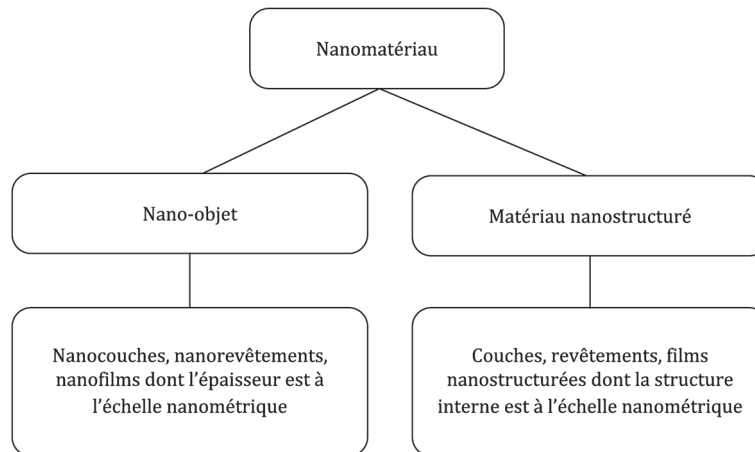 Nanomatériau
Nano-objet
Matériau nanostructuré
Nanocouches, nanorevêtements,
nanofilms dont l'épaisseur est à
l'échelle nanométrique
Couches, revêtements, films
nanostructurées dont la structure
interne est à l'échelle nanométrique